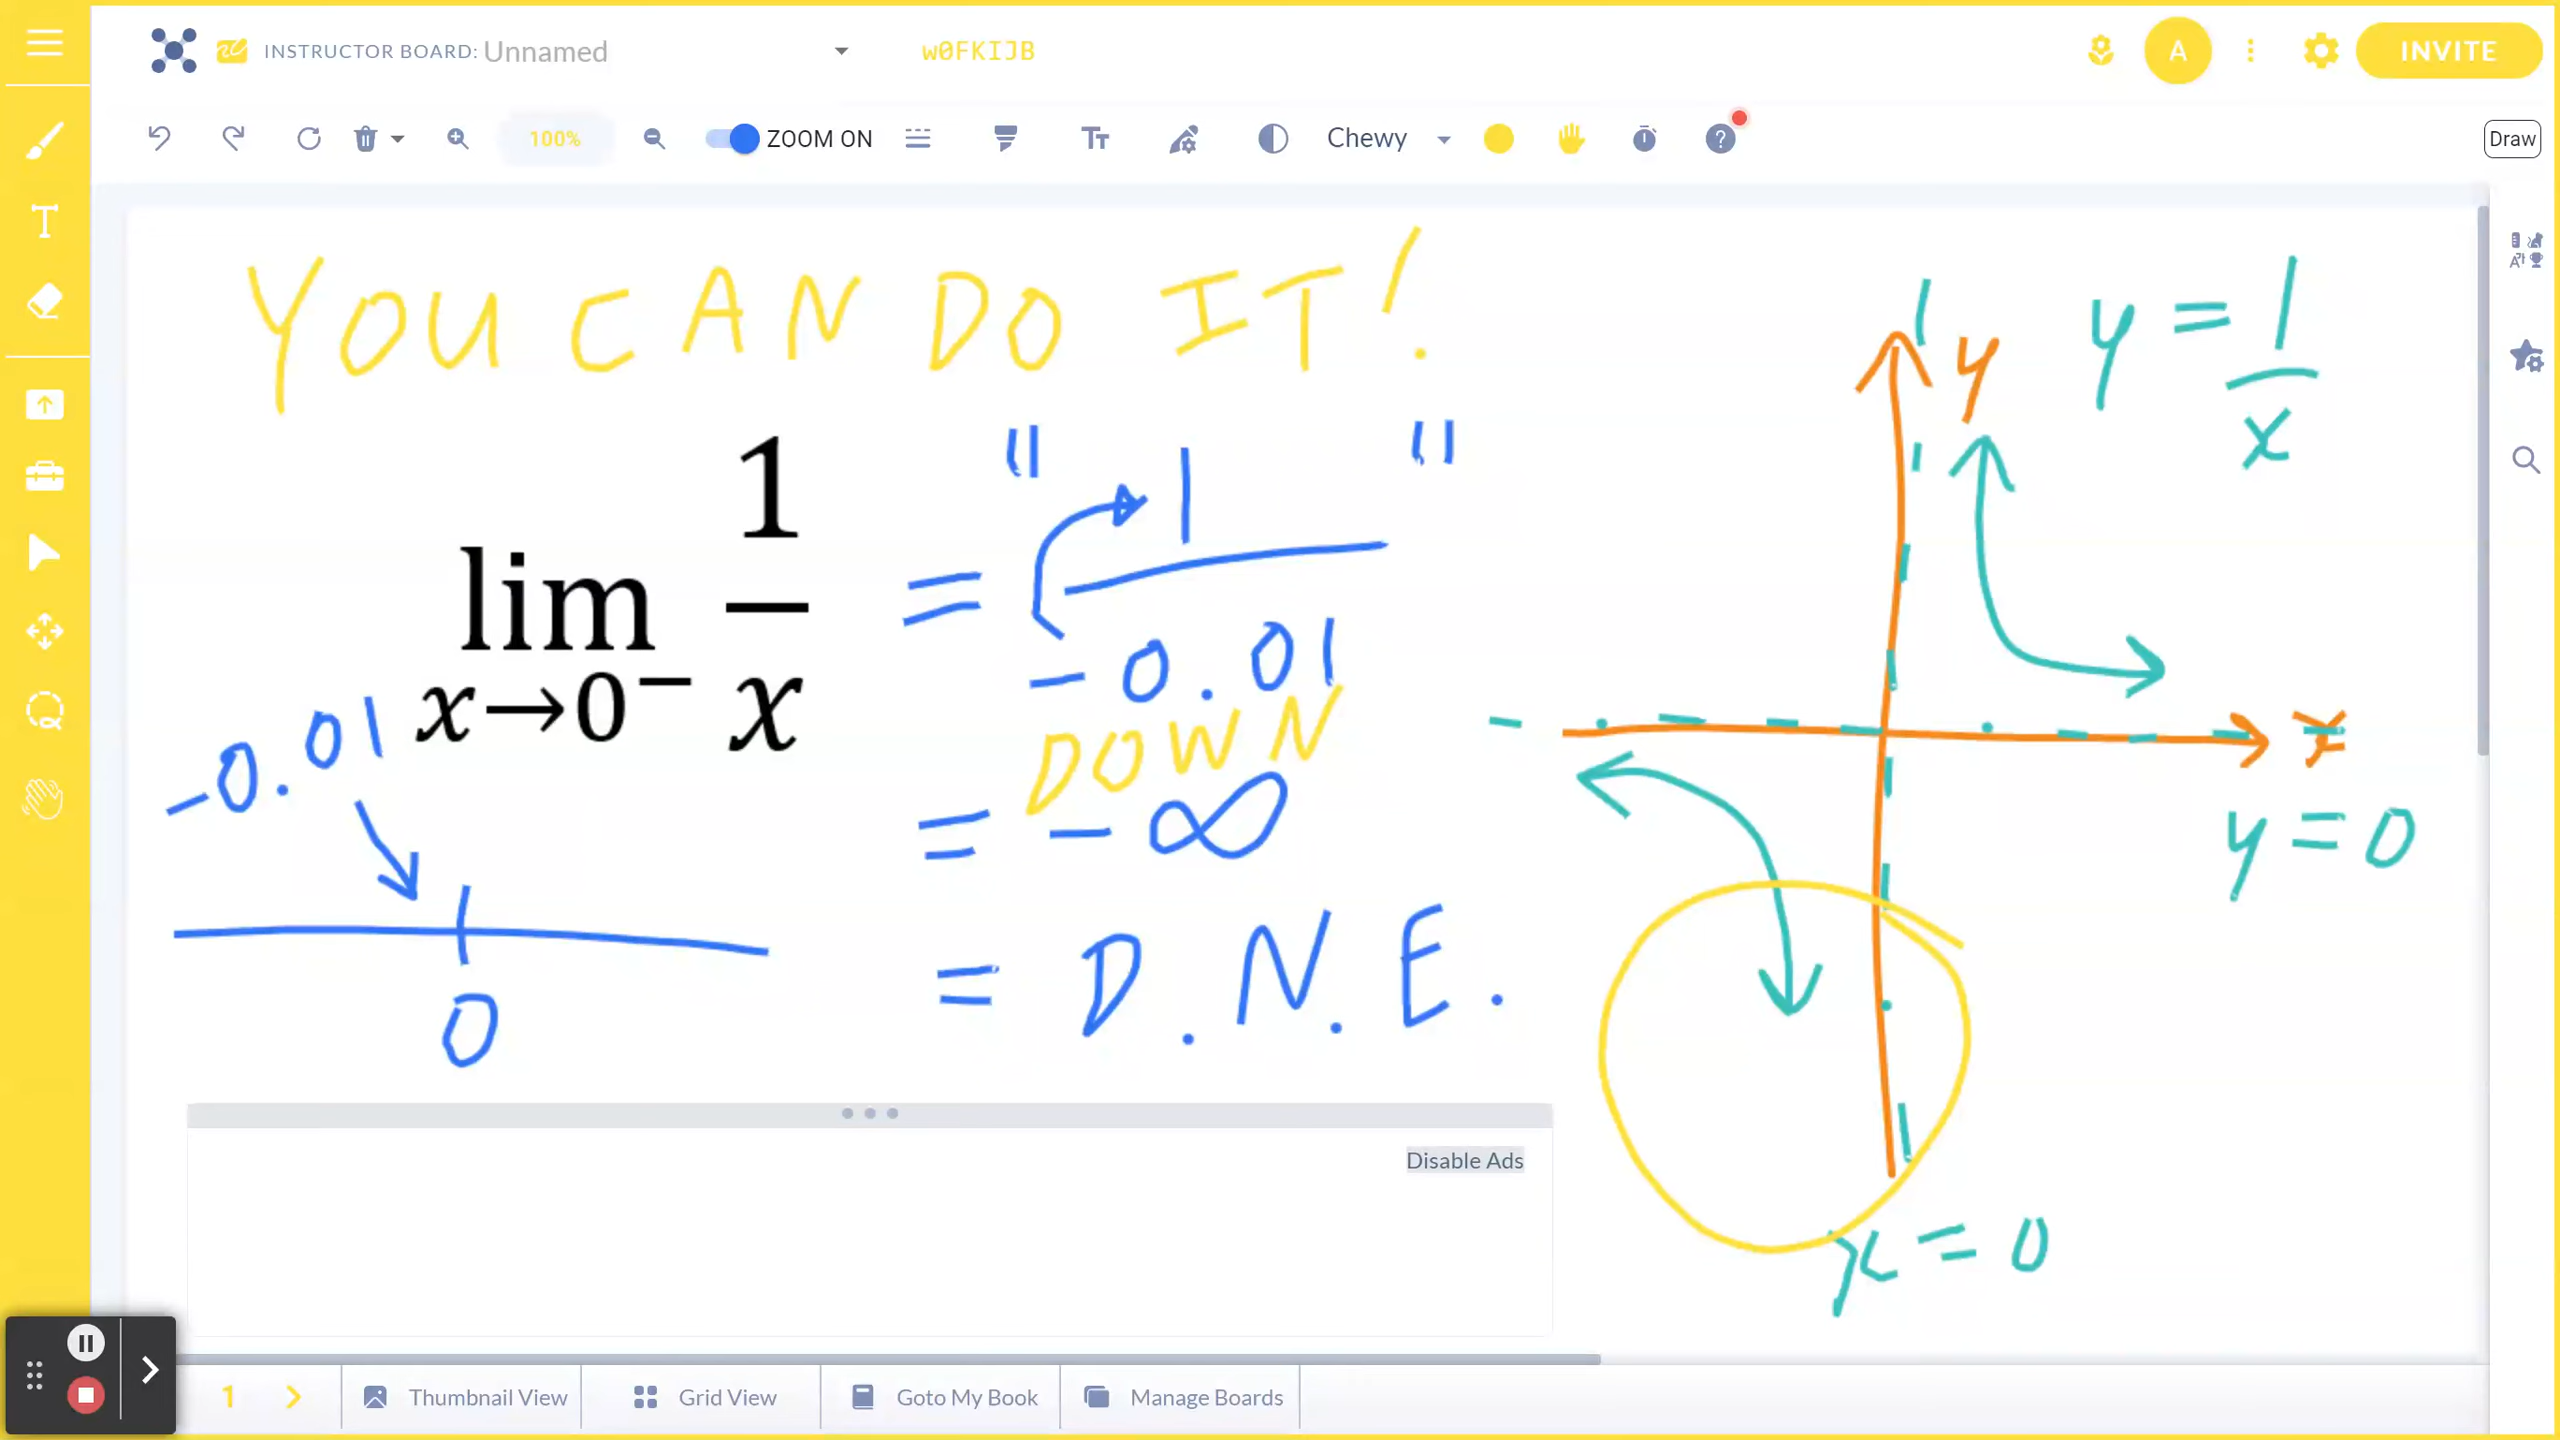 INSTRUCTOR BOARD: Unnamed
w0FKIJB
A
INVITE
100%
ZOOM ON
Tт
Chewy
?
Draw
T
YOU CAN DO IT!
lim x→0⁻ 1/x = " 1 / -0.01 "
DOWN
= -∞
= D.N.E.
-0.01
0
y
y = 1/x
x
y = 0
x = 0
Disable Ads
1
Thumbnail View
Grid View
Goto My Book
Manage Boards